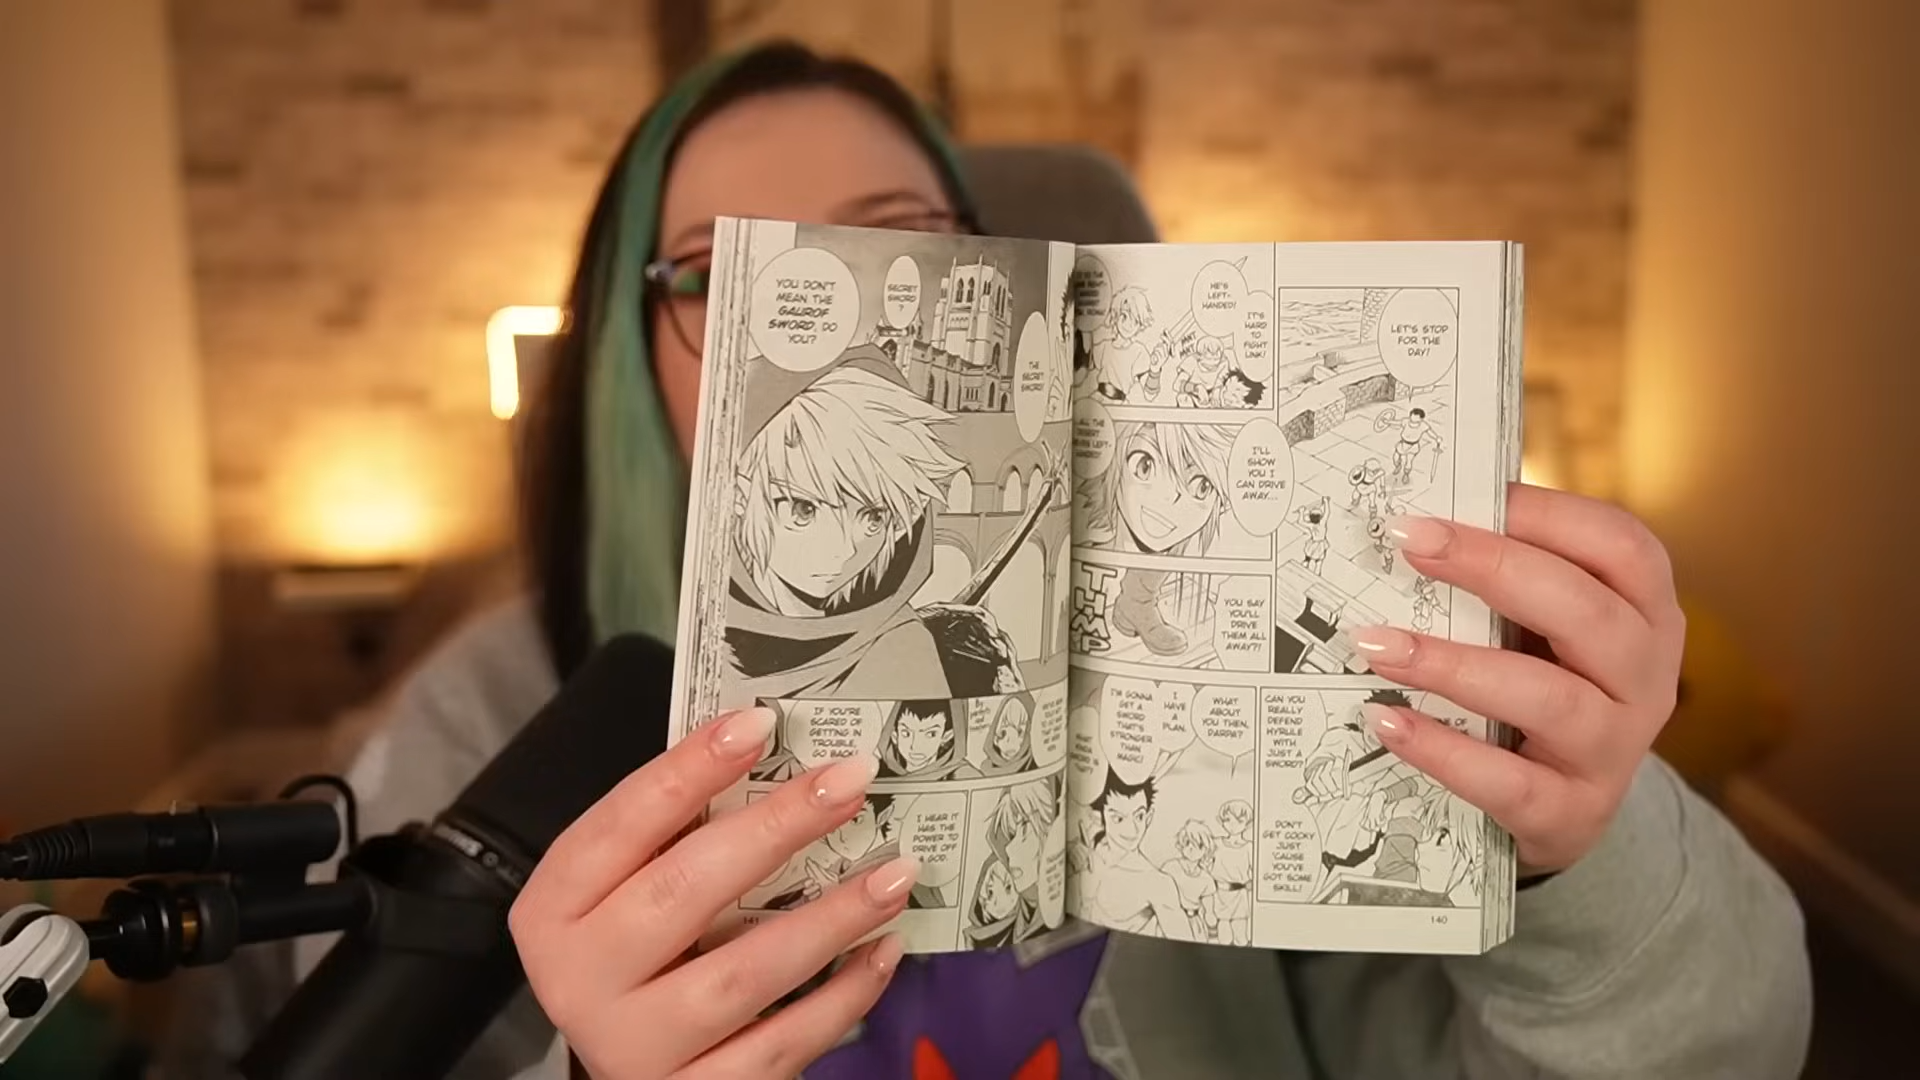 LET'S STOP
FOR THE
DAY!
HE'S
LEFT-
HANDED!
IT'S
HARD
TO
FIGHT
LINK!
I'LL
SHOW
YOU I
CAN DRIVE
AWAY...
ALL THE
YOU SAY
YOU'LL
DRIVE
THEM ALL
AWAY?!
THMP
CAN YOU
REALLY
DEFEND
HYRULE
WITH
JUST A
SWORD?
DON'T
GET COCKY
JUST
'CAUSE
YOU'VE
GOT SOME
SKILL!
WHAT
ABOUT
YOU THEN,
DARPA?
I
HAVE
A
PLAN.
I'M GONNA
GET A
SWORD
THAT'S
STRONGER
THAN
MAGIC!
140
THE
SECRET
SWORD!
SECRET
SWORD
?
YOU DON'T
MEAN THE
GAUROF
SWORD, DO
YOU?
IF YOU'RE
SCARED OF
GETTING IN
TROUBLE,
GO BACK!
I HEAR IT
HAS THE
POWER TO
DRIVE OFF
A GOD.
141